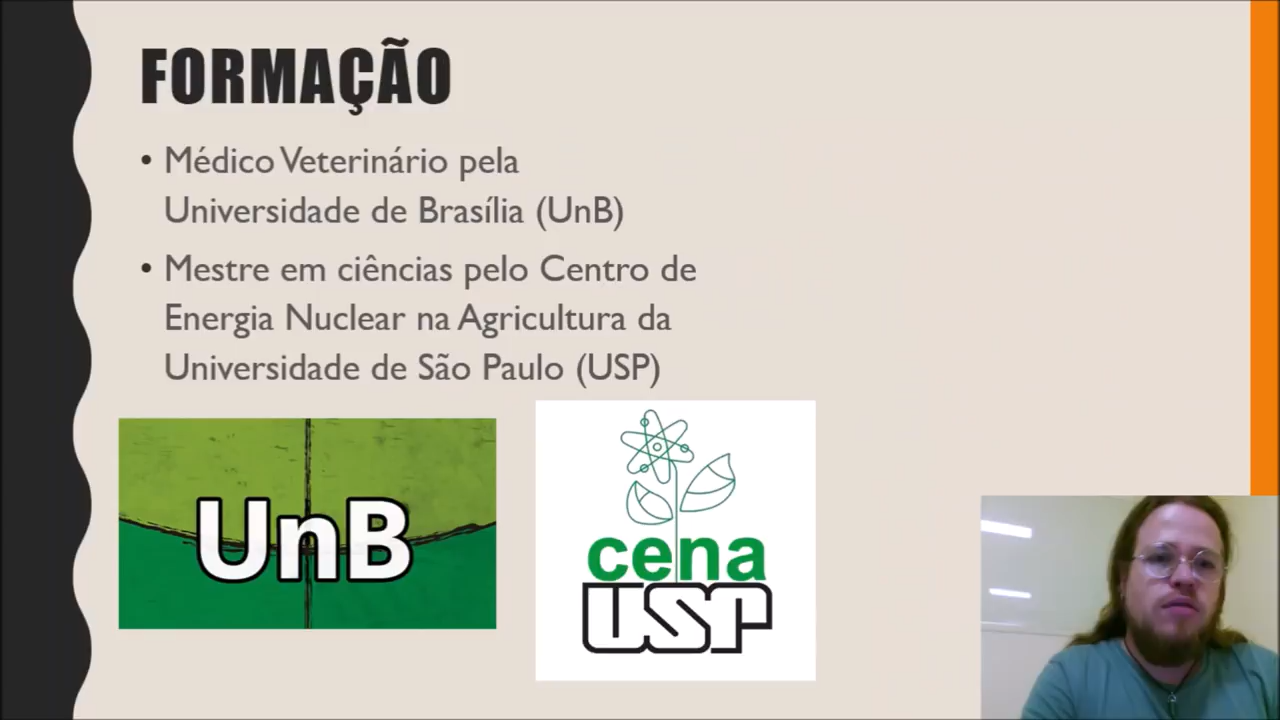 FORMAÇÃO
• Médico Veterinário pela
Universidade de Brasília (UnB)
• Mestre em ciências pelo Centro de
Energia Nuclear na Agricultura da
Universidade de São Paulo (USP)
UnB
cena
USP